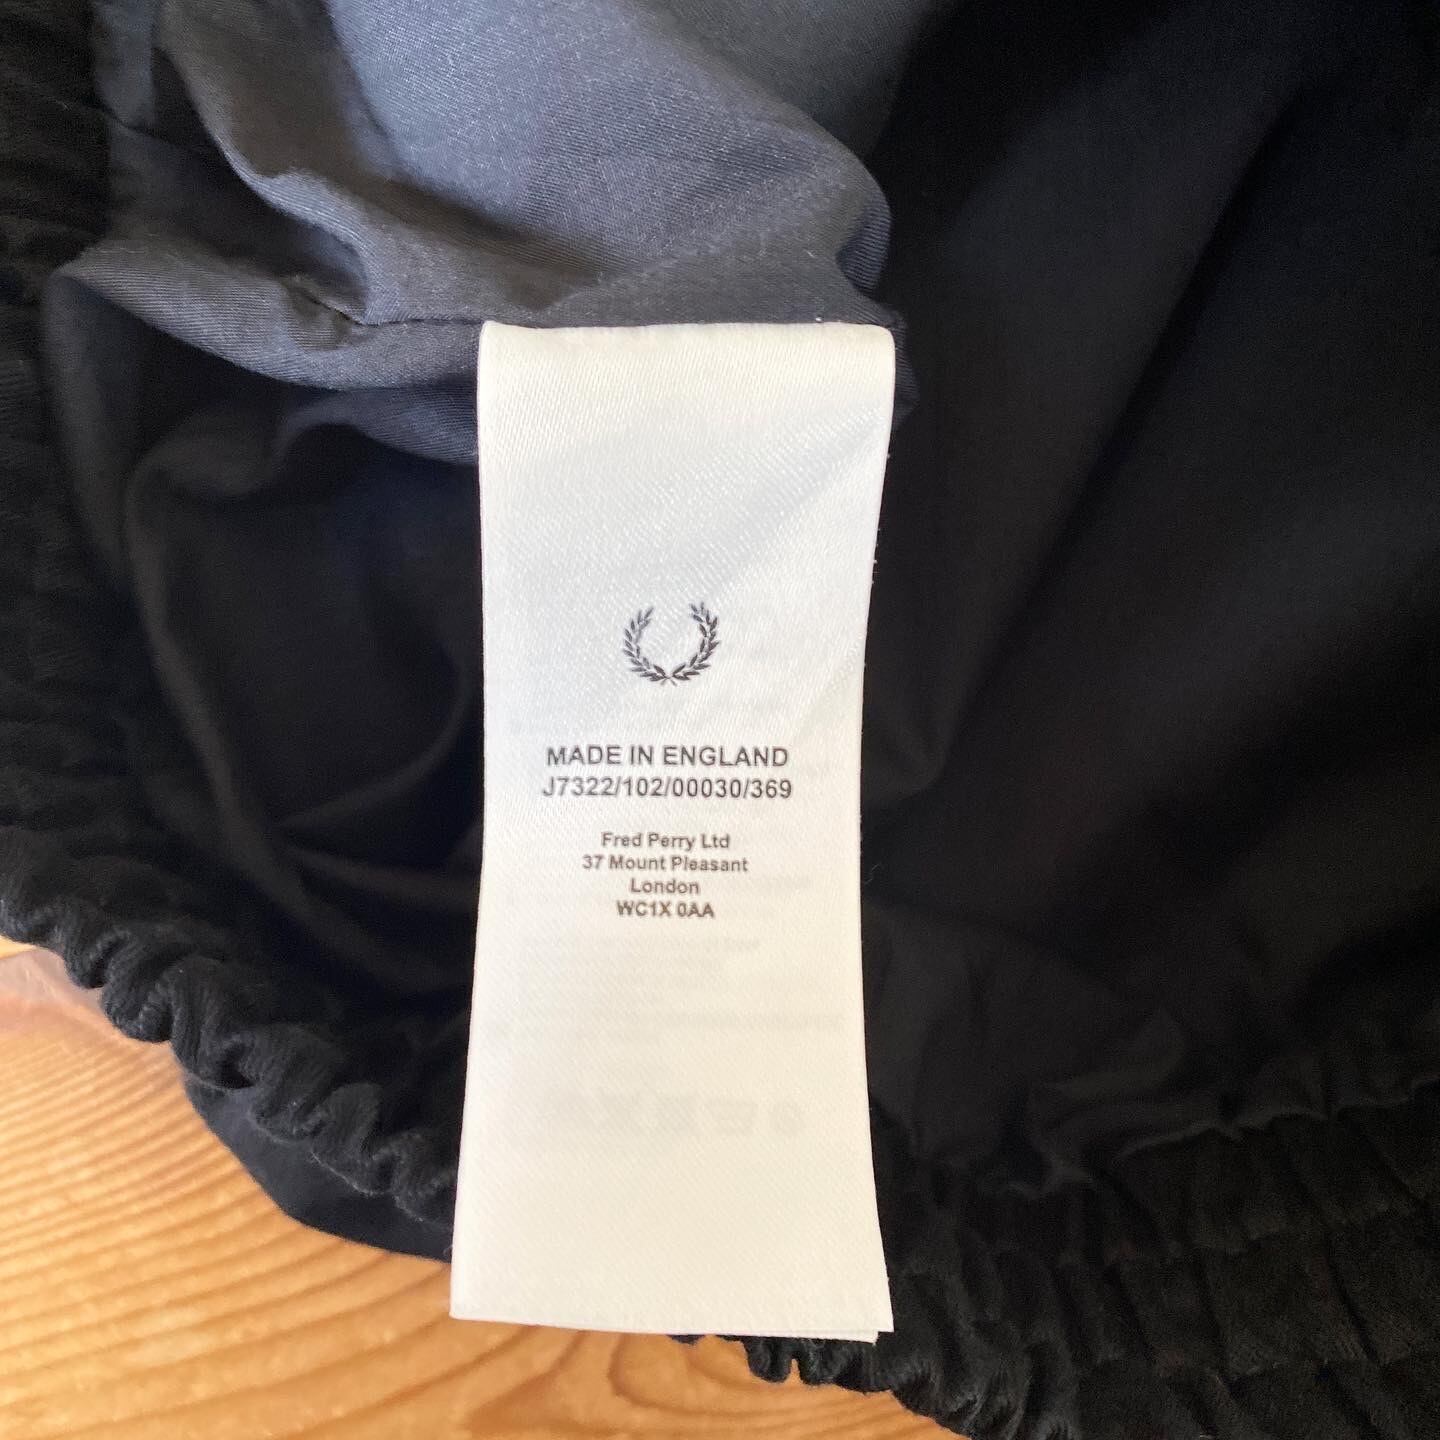 MADE IN ENGLAND
J7322/102/00030/369
Fred Perry Ltd
37 Mount Pleasant
London
WC1X 0AA